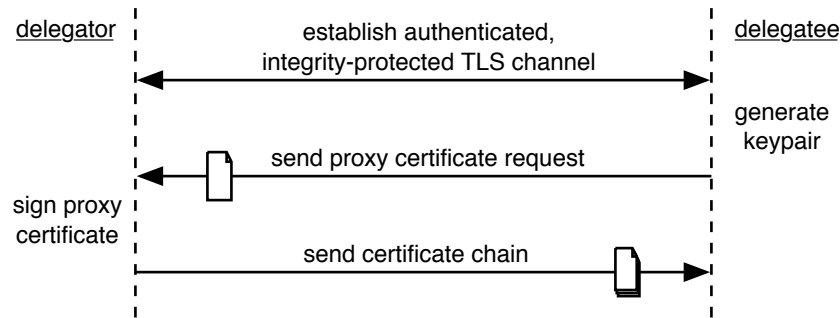 delegator
establish authenticated,
integrity-protected TLS channel
delegatee
generate
keypair
send proxy certificate request
sign proxy
certificate
send certificate chain